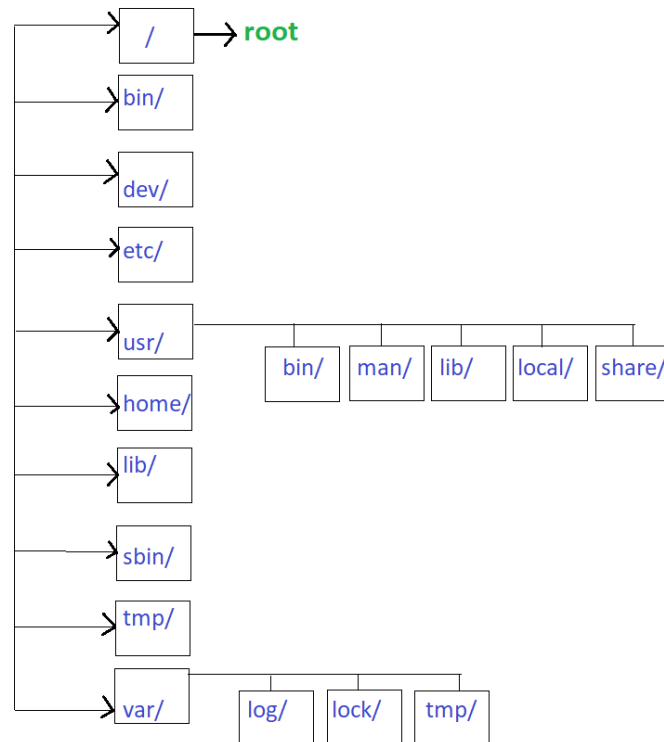 /
root
bin/
dev/
etc/
usr/
bin/
man/
lib/
local/
share/
home/
lib/
sbin/
tmp/
var/
log/
lock/
tmp/